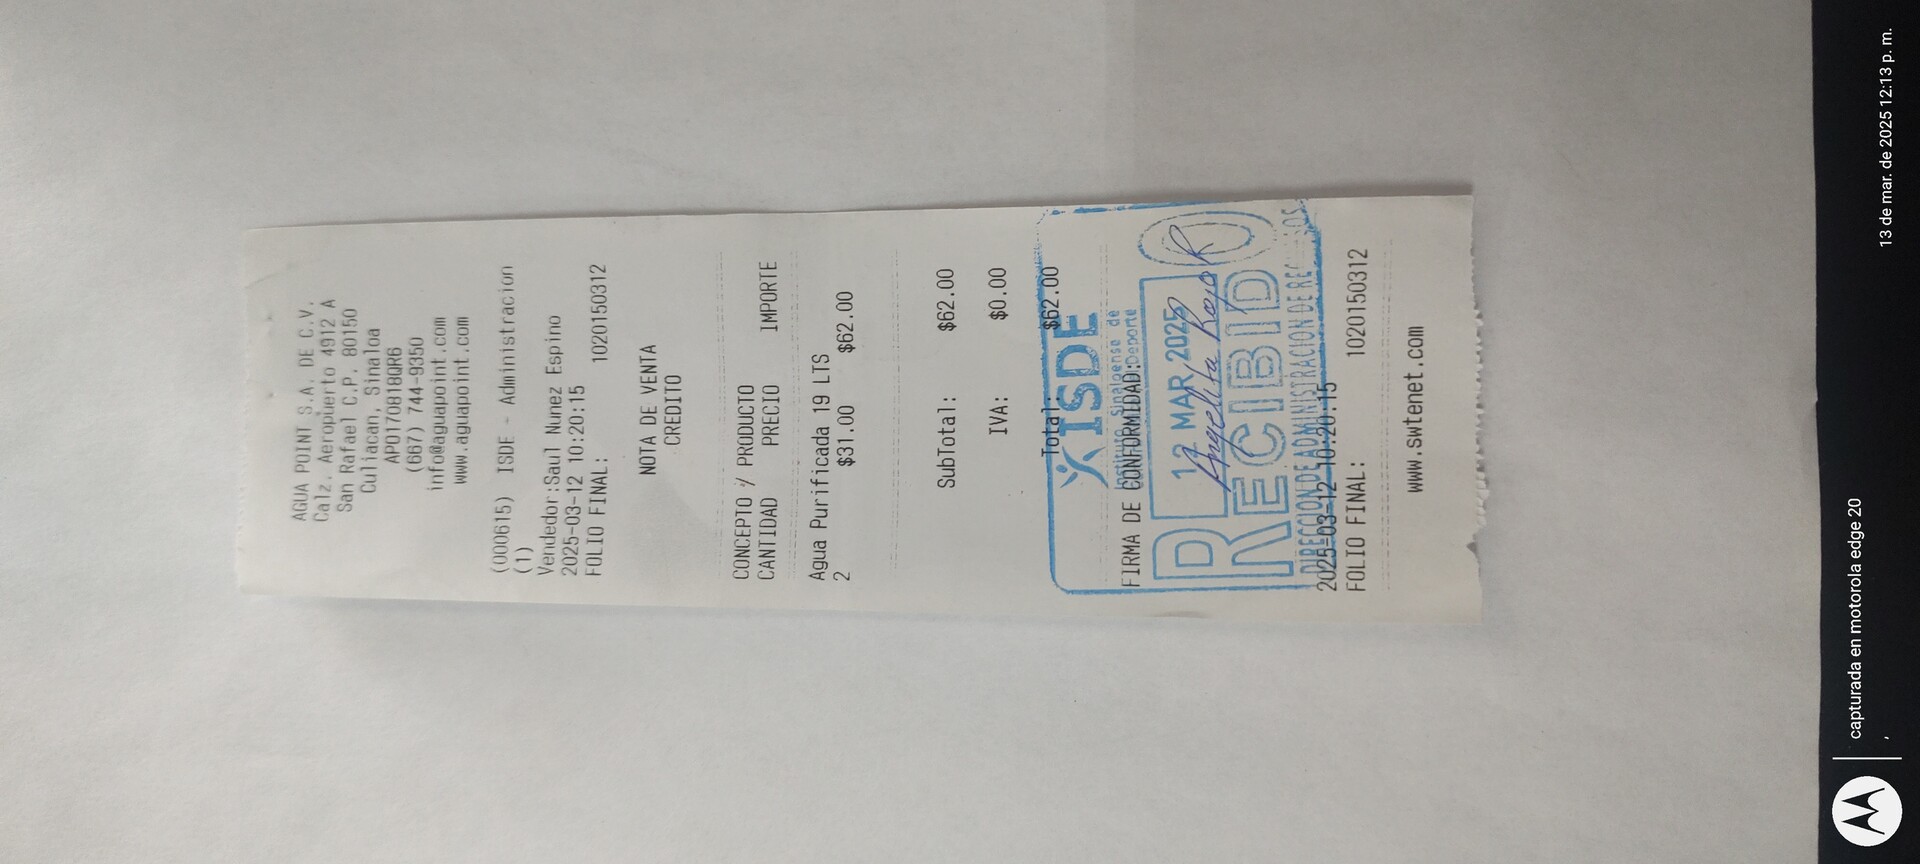 AGUA POINT S.A. DE C.V.
Calz. Aeropuerto 4912 A
San Rafael C.P. 80150
Culiacan, Sinaloa
APO170818QR6
(667) 744-9350
info@aguapoint.com
www.aguapoint.com
(000615) ISDE - Administracion
(1)
Vendedor:Saul Nunez Espino
2025-03-12 10:20:15
FOLIO FINAL: 1020150312
NOTA DE VENTA
CREDITO
CONCEPTO / PRODUCTO
CANTIDAD PRECIO IMPORTE
Agua Purificada 19 LTS
2 $31.00 $62.00
SubTotal: $62.00
IVA: $0.00
Total: $62.00
ISDE
Instituto Sinaloense de
Deporte
FIRMA DE CONFORMIDAD:
12 MAR 2025
Angelita Rojo R
RECIBIDO
DIRECCION DE ADMINISTRACION DE
2025-03-12 10:20:15
FOLIO FINAL: 1020150312
www.swtenet.com
capturada en motorola edge 20
,
13 de mar. de 2025 12:13 p. m.